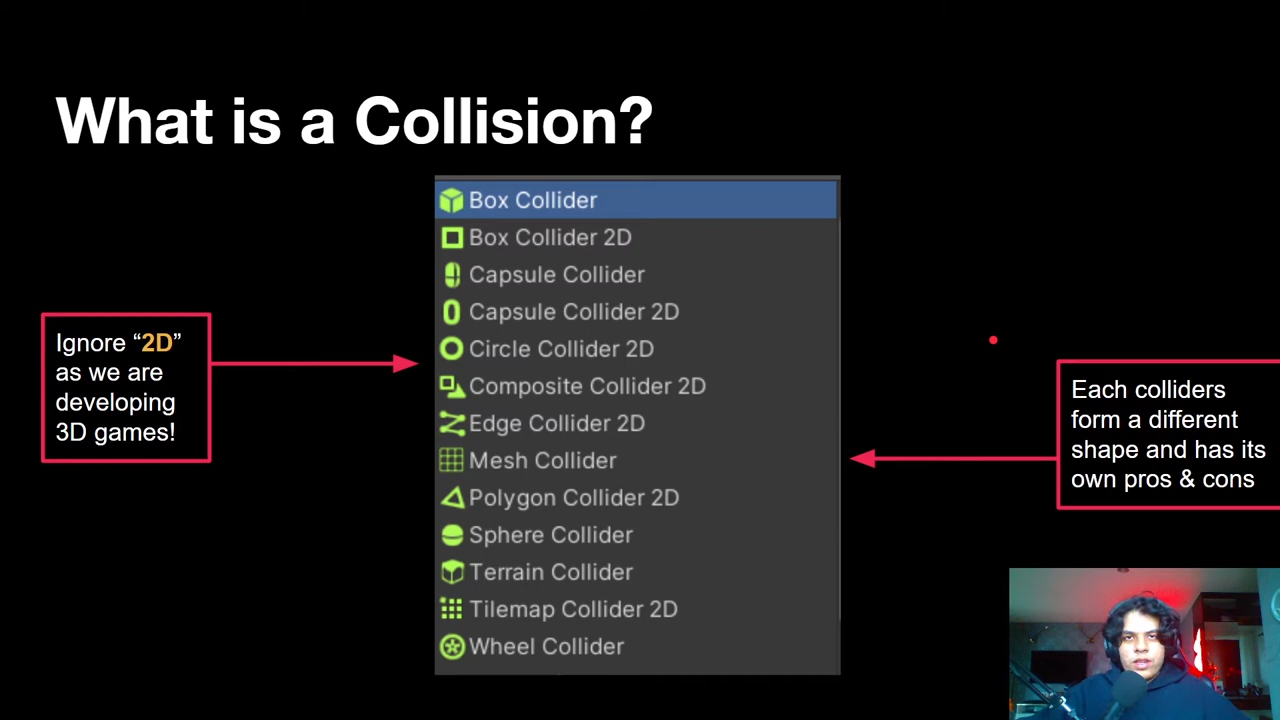 What is a Collision?
Box Collider
Box Collider 2D
Capsule Collider
Capsule Collider 2D
Circle Collider 2D
Composite Collider 2D
Edge Collider 2D
Mesh Collider
Polygon Collider 2D
Sphere Collider
Terrain Collider
Tilemap Collider 2D
Wheel Collider
Ignore “2D”
as we are
developing
3D games!
Each colliders
form a different
shape and has its
own pros & cons